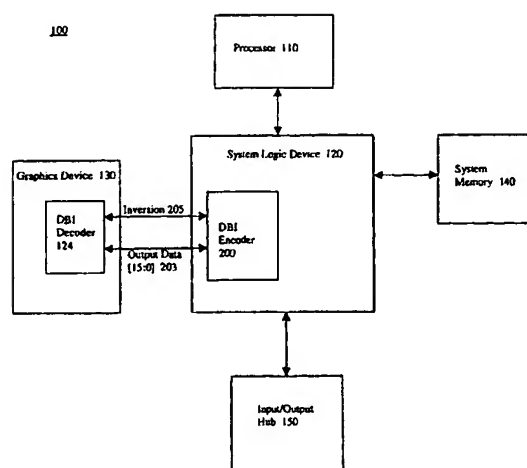 100
Processor 110
System Logic Device 120
System
Memory 140
Graphics Device 130
Inversion 205
DBI
Decoder
124
DBI
Encoder
200
Output Data
[15:0] 203
Input/Output
Hub 150